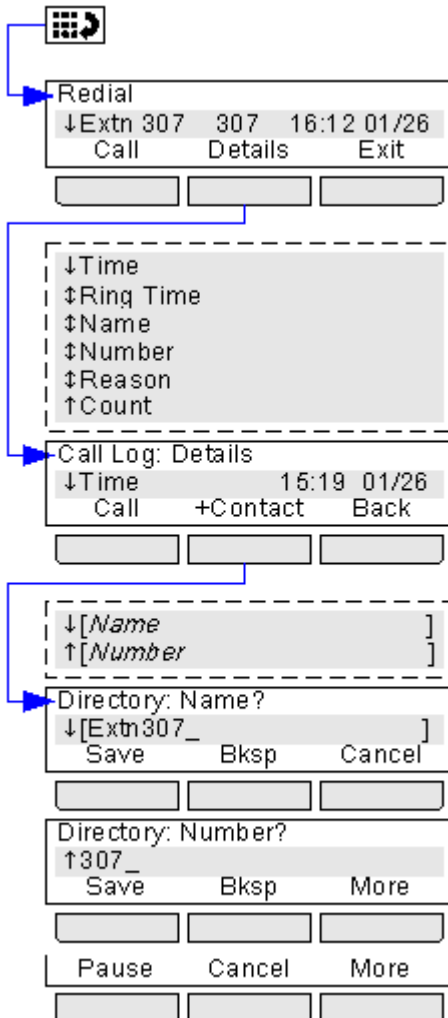 Redial
↓Extn 307 307 16:12 01/26
Call Details Exit
↓Time
↕Ring Time
↕Name
↕Number
↕Reason
↑Count
Call Log: Details
↓Time 15:19 01/26
Call +Contact Back
↓[Name ]
↑[Number ]
Directory: Name?
↓[Extn307_ ]
Save Bksp Cancel
Directory: Number?
↑307_
Save Bksp More
Pause Cancel More